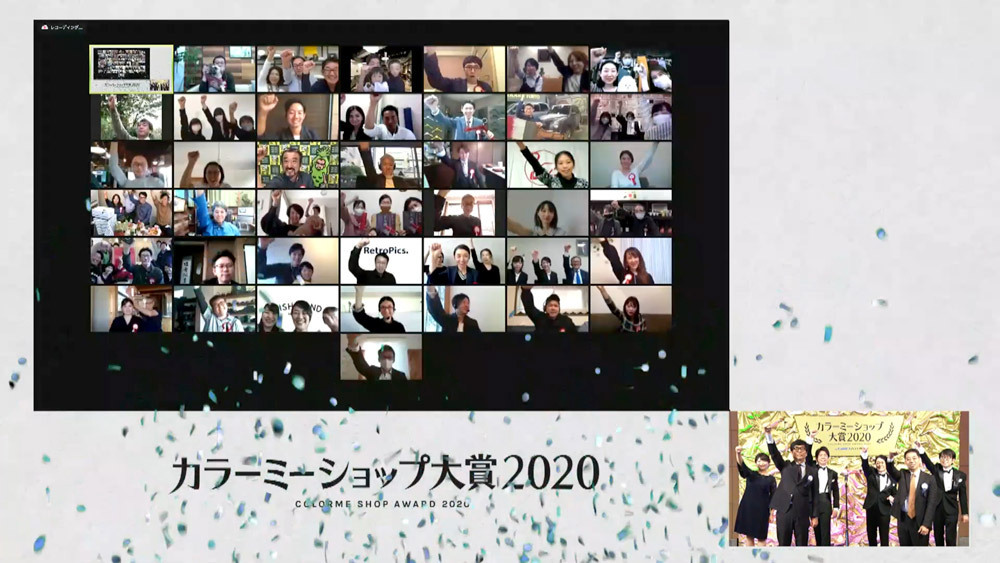 レコーディング...
RetroPics.
カラーミーショップ大賞2020
COLORME SHOP AWARD 2020
カラーミーショップ
大賞2020